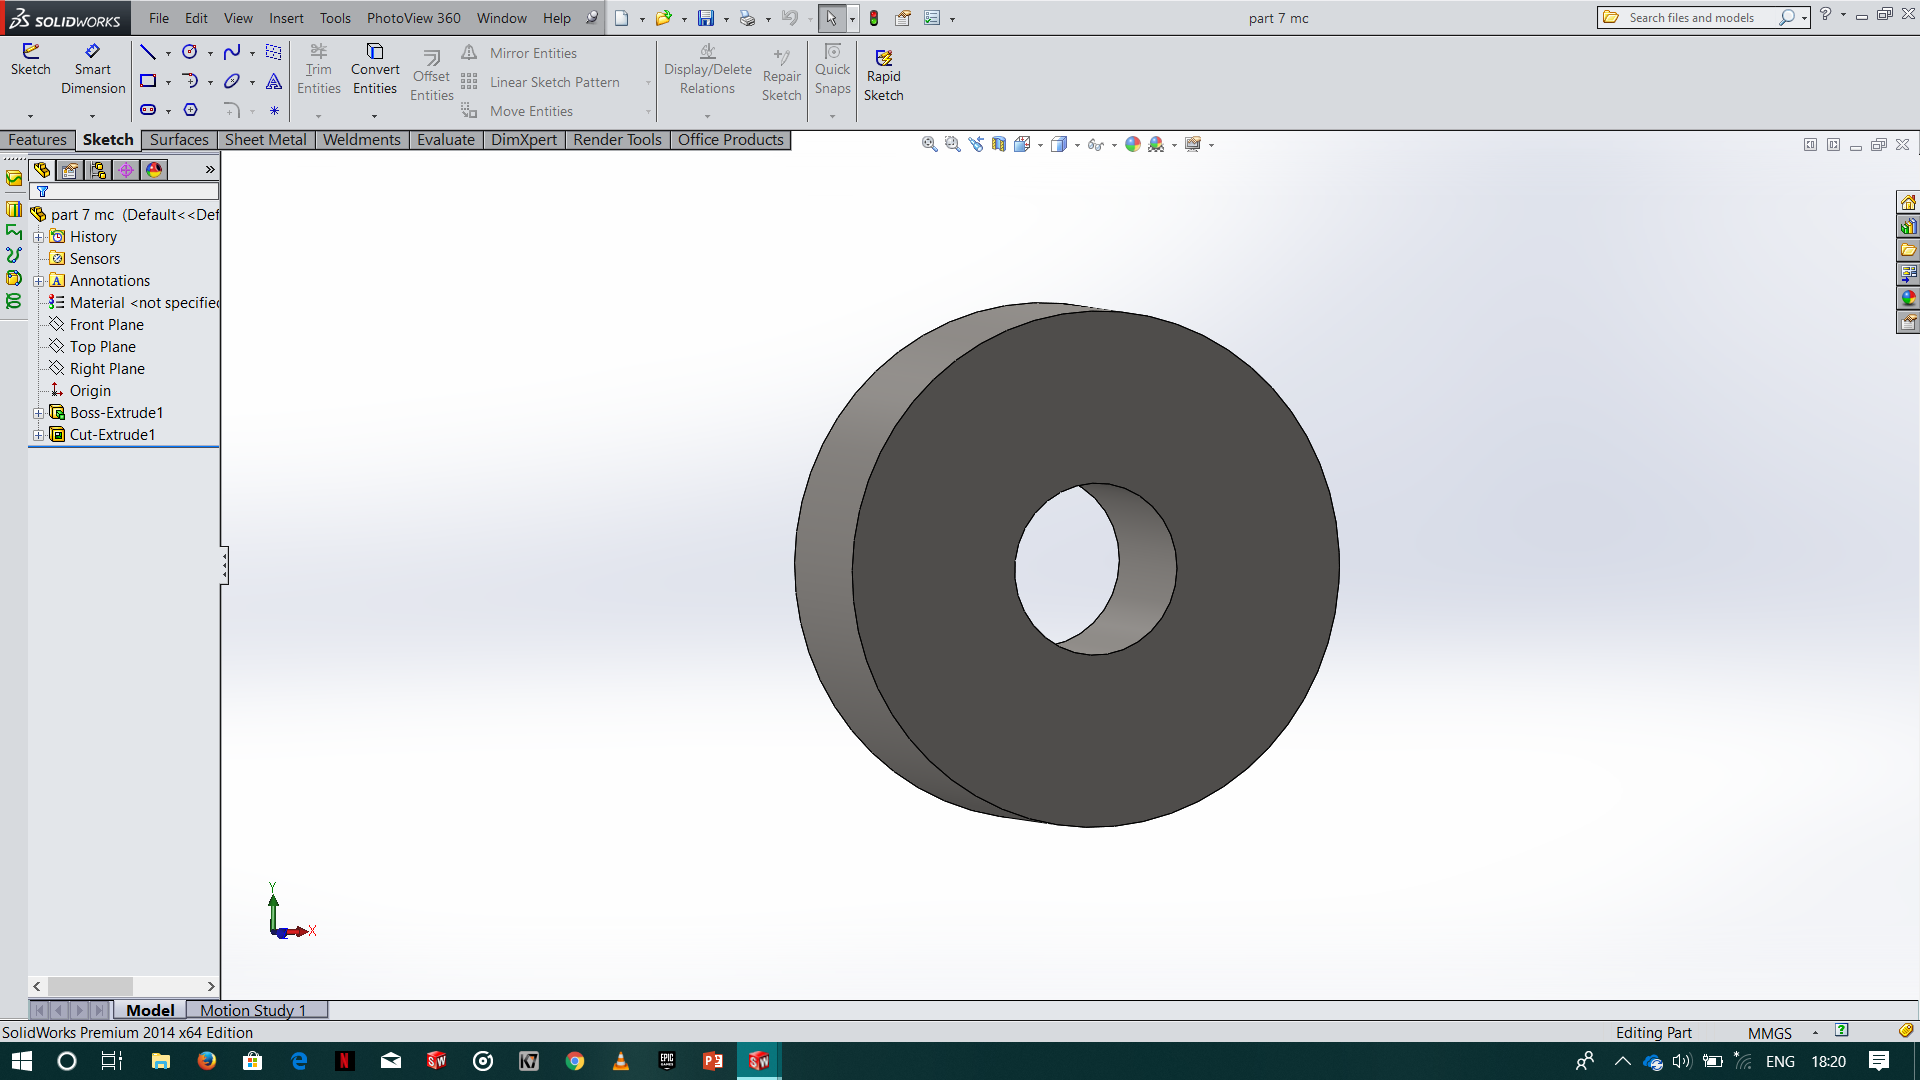 SOLIDWORKS File Edit View Insert Tools PhotoView 360 Window Help part 7 mc Search files and models ?
Sketch Smart Dimension Trim Entities Convert Entities Offset Entities Mirror Entities Linear Sketch Pattern Move Entities Display/Delete Relations Repair Sketch Quick Snaps Rapid Sketch
Features Sketch Surfaces Sheet Metal Weldments Evaluate DimXpert Render Tools Office Products
»
part 7 mc (Default<<Def
History
Sensors
Annotations
Material <not specified
Front Plane
Top Plane
Right Plane
Origin
Boss-Extrude1
Cut-Extrude1
Y
X
Model Motion Study 1
SolidWorks Premium 2014 x64 Edition Editing Part MMGS
ENG 18:20